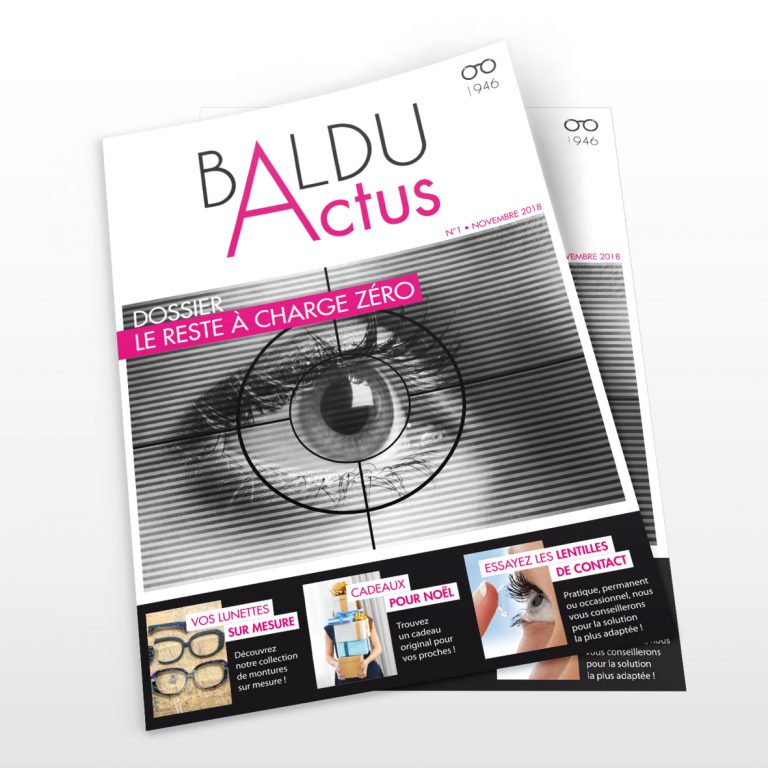 1946
BALDU
Actus
N°1 • NOVEMBRE 2018
DOSSIER
LE RESTE À CHARGE ZÉRO
VOS LUNETTES
SUR MESURE
Découvrez
notre collection
de montures
sur mesure !
CADEAUX
POUR NOËL
Trouvez
un cadeau
original pour
vos proches !
ESSAYEZ LES LENTILLES
DE CONTACT
Pratique, permanent
ou occasionnel, nous
vous conseillerons
pour la solution
la plus adaptée !
1946
VEMBRE 2018
nous
vous conseillerons
pour la solution
la plus adaptée !